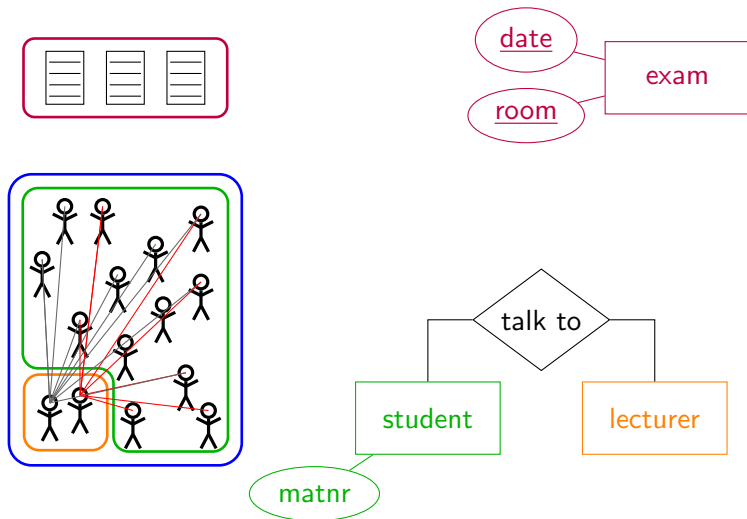 date
exam
room
talk to
student
lecturer
matnr